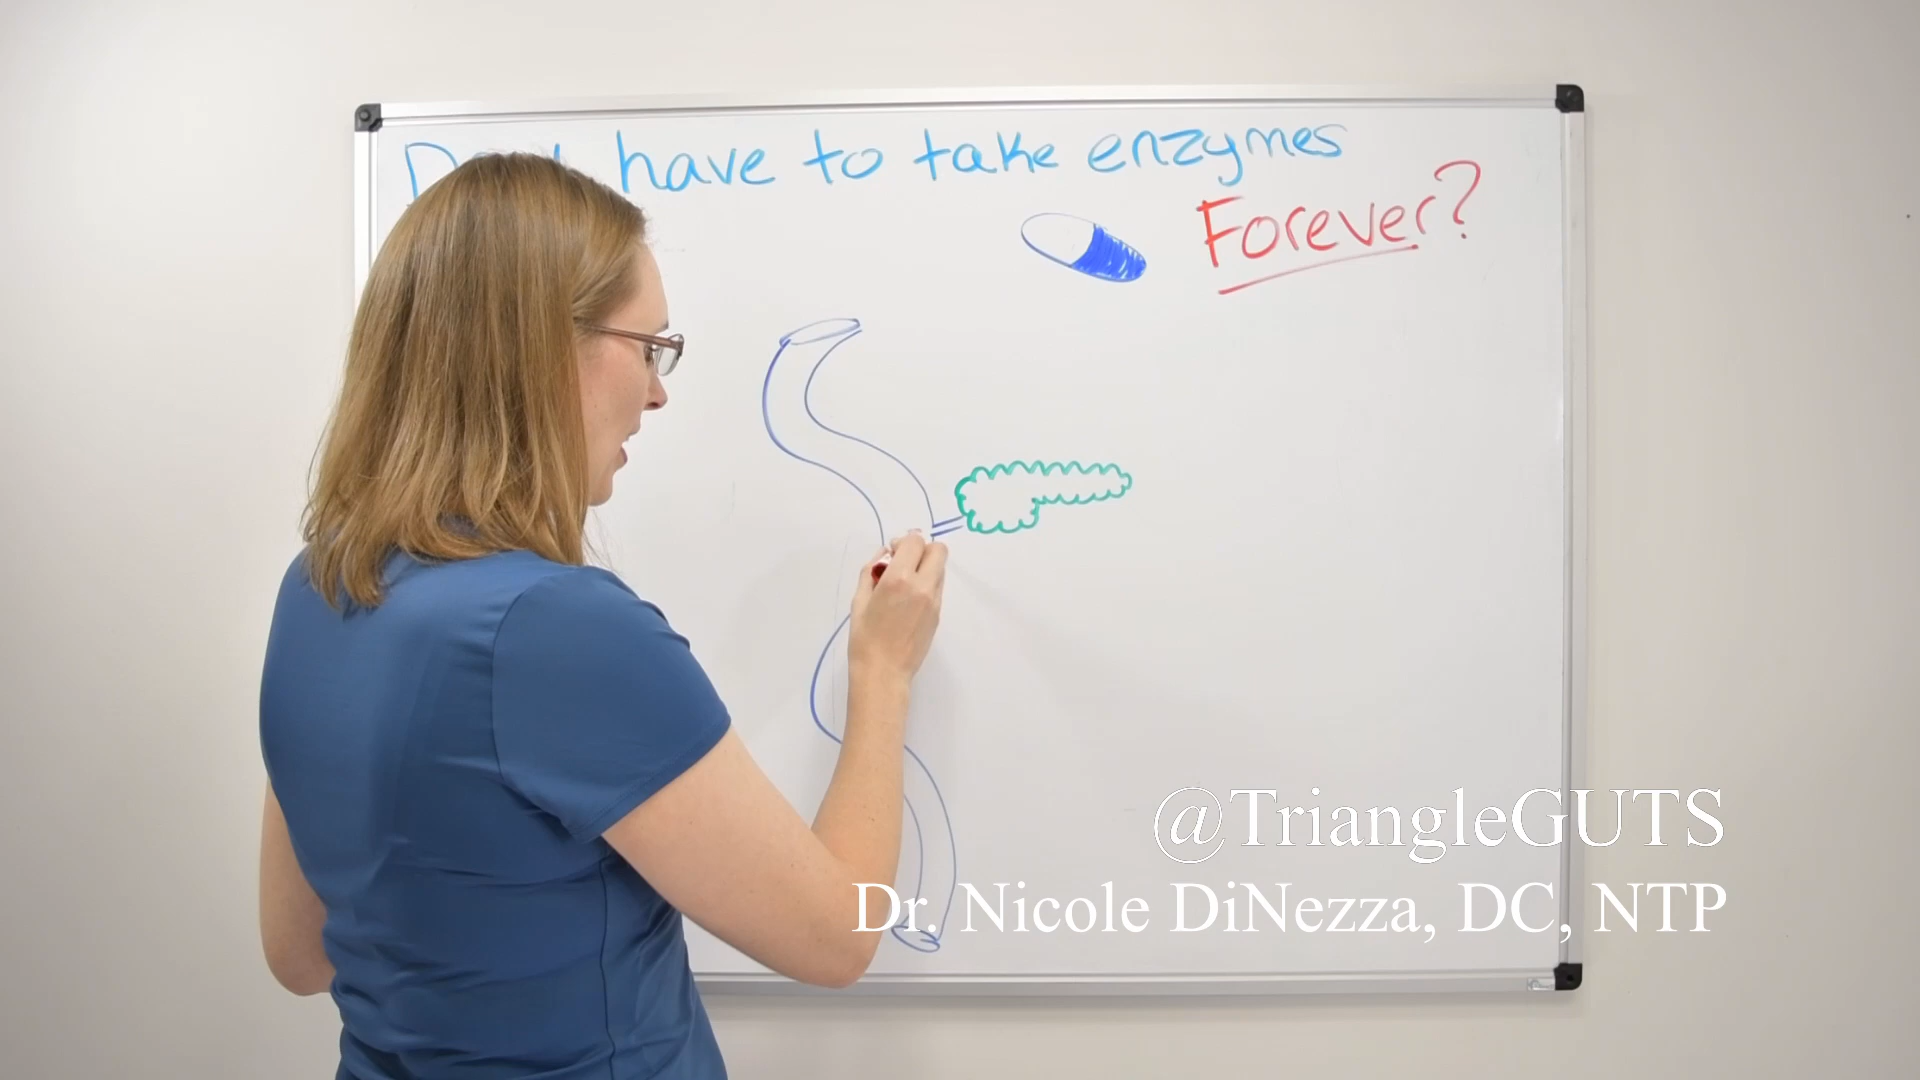 have to take enzymes
Forever?
@TriangleGUTS
Dr. Nicole DiNezza, DC, NTP